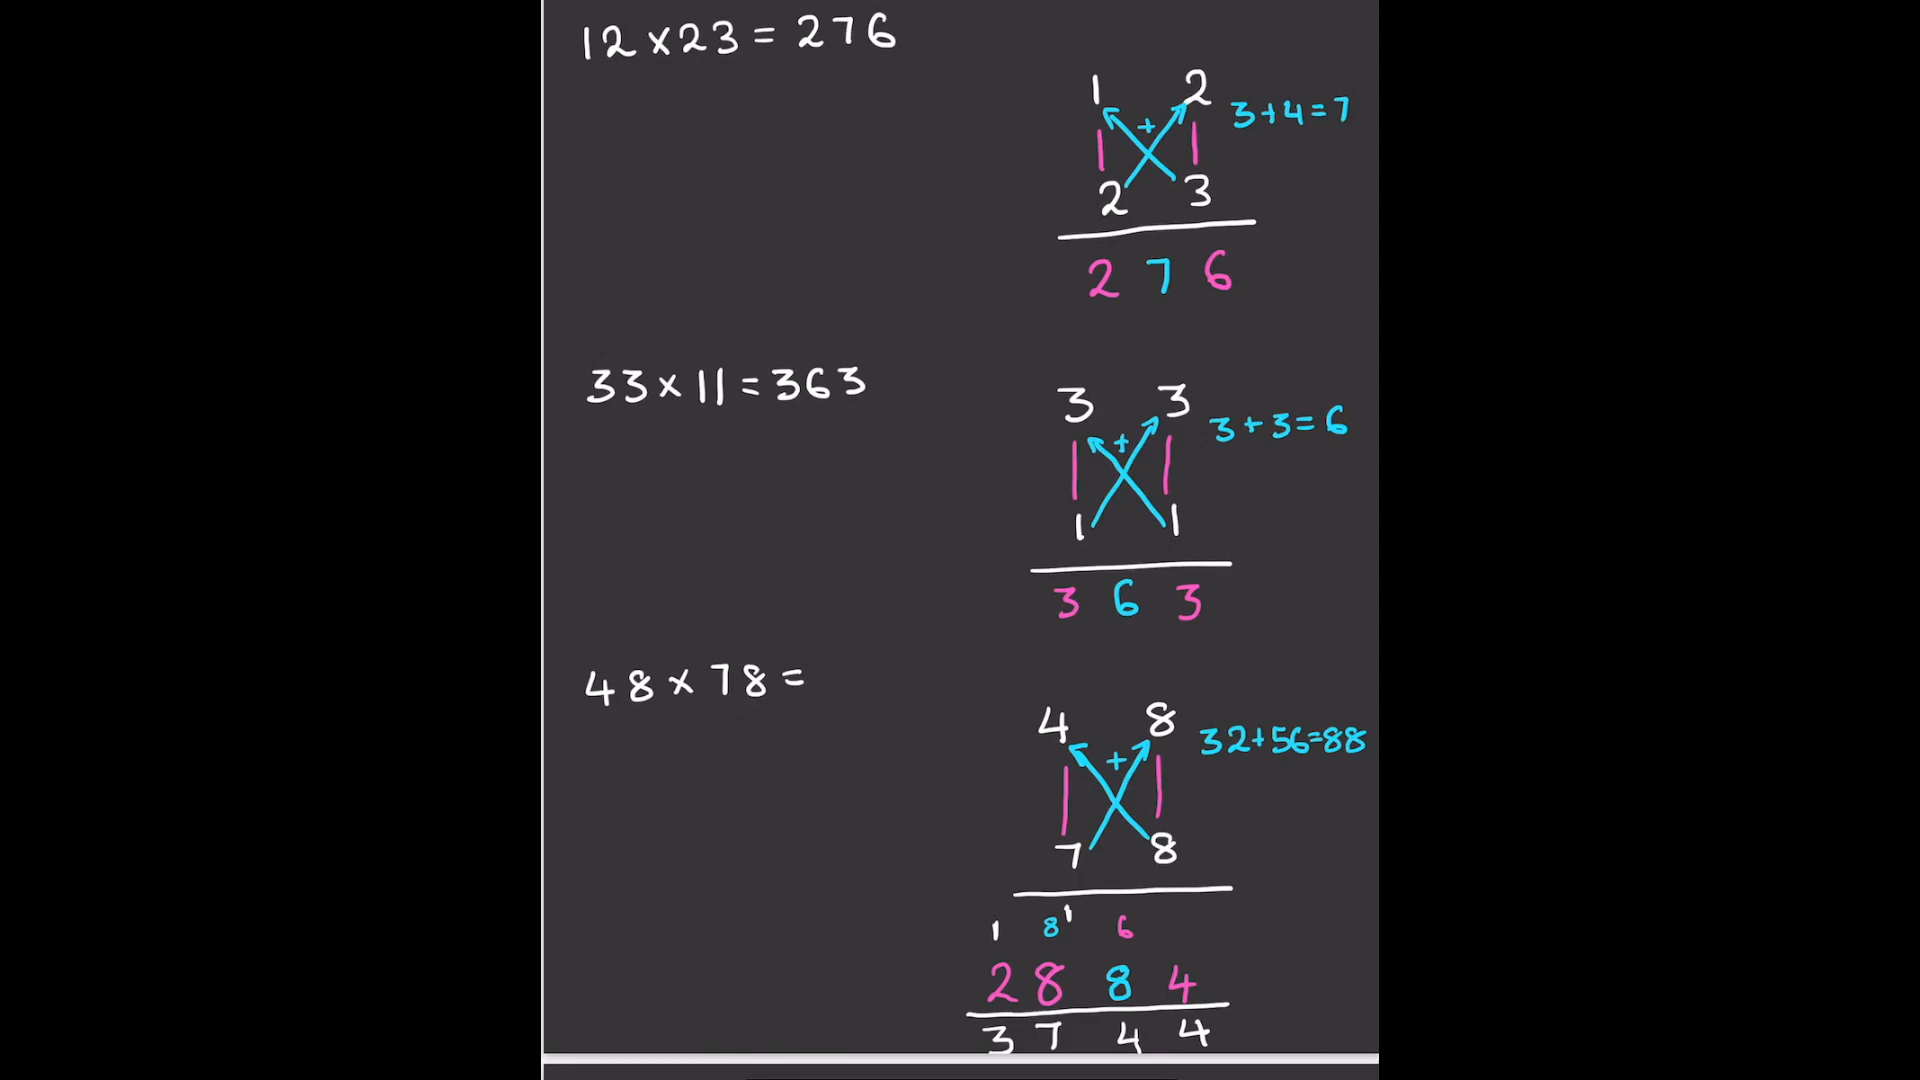 12 x 23 = 276
1 2
+
3 + 4 = 7
2 3
2 7 6
33 x 11 = 363
3 3
+
3 + 3 = 6
1 1
3 6 3
48 x 78 =
4 8
+
32 + 56 = 88
7 8
1 8 1 6
2 8 8 4
3 7 4 4